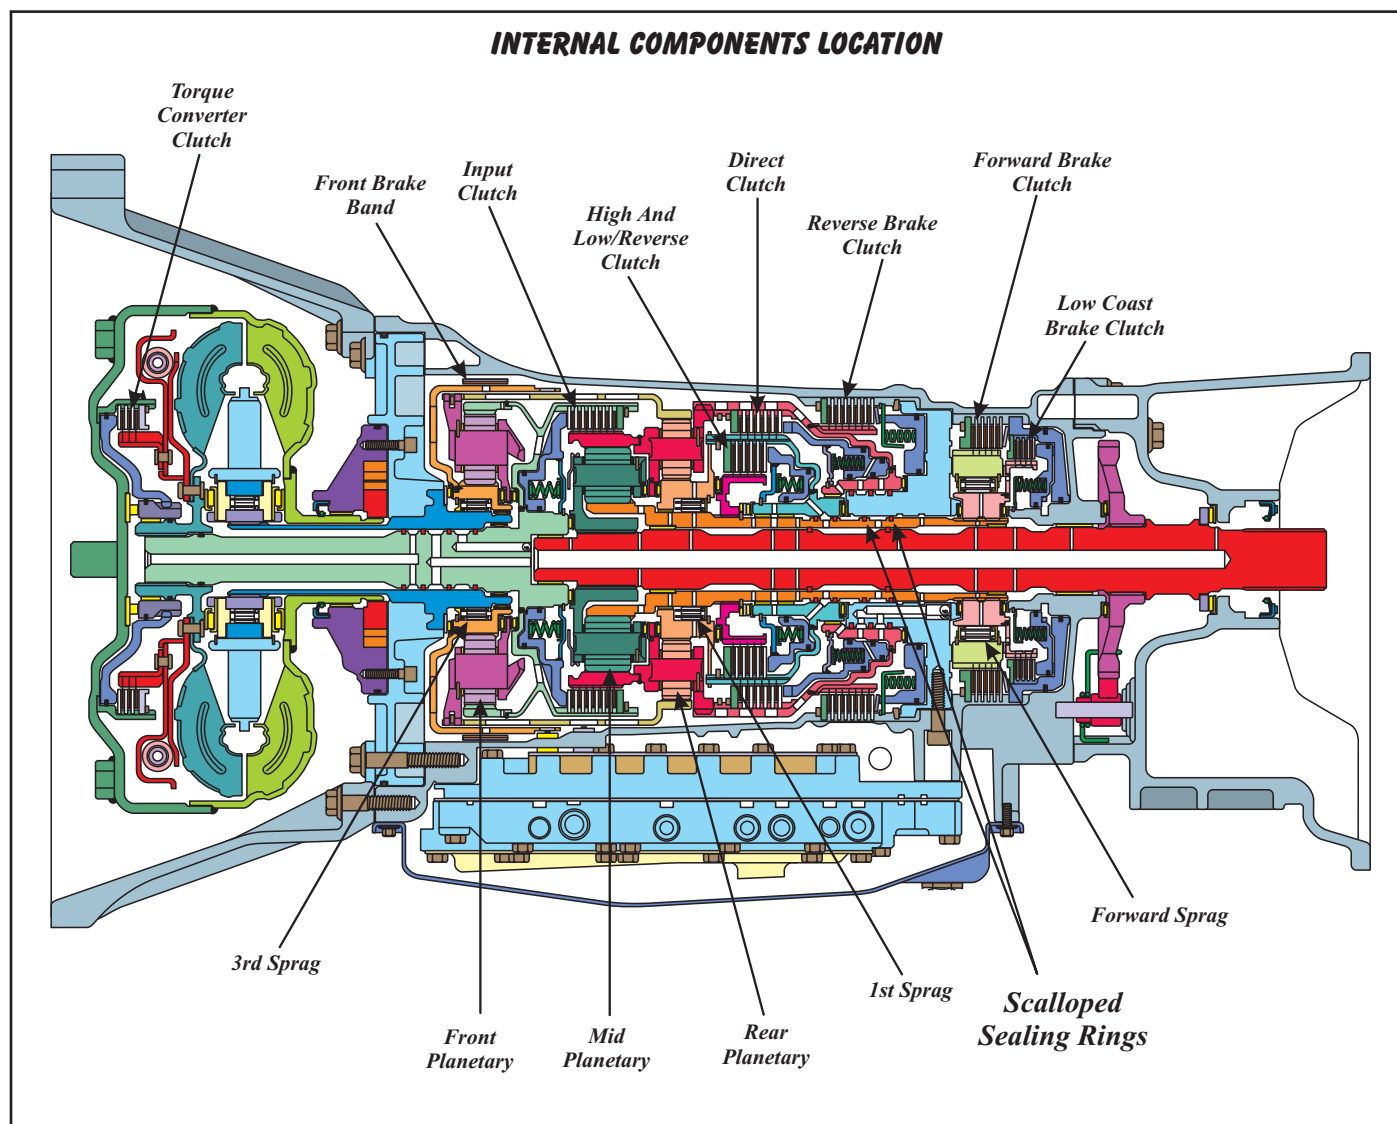 INTERNAL COMPONENTS LOCATION
Torque
Converter
Clutch
Front Brake
Band
Input
Clutch
High And
Low/Reverse
Clutch
Direct
Clutch
Reverse Brake
Clutch
Forward Brake
Clutch
Low Coast
Brake Clutch
3rd Sprag
Front
Planetary
Mid
Planetary
Rear
Planetary
1st Sprag
Scalloped
Sealing Rings
Forward Sprag